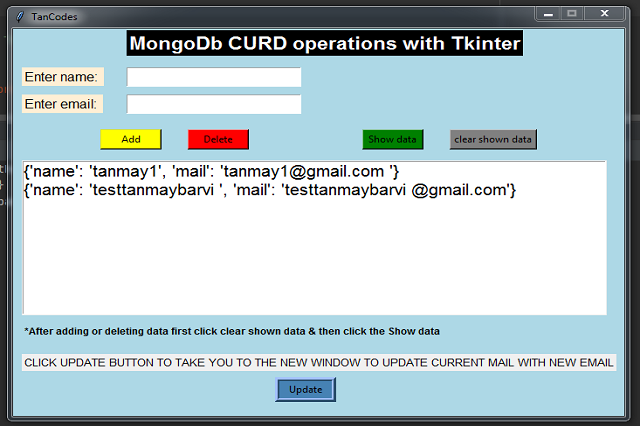 TanCodes
MongoDb CURD operations with Tkinter
Enter name:
Enter email:
Add Delete Show data clear shown data
{'name': 'tanmay1', 'mail': 'tanmay1@gmail.com '}
{'name': 'testtanmaybarvi ', 'mail': 'testtanmaybarvi @gmail.com'}
*After adding or deleting data first click clear shown data & then click the Show data
CLICK UPDATE BUTTON TO TAKE YOU TO THE NEW WINDOW TO UPDATE CURRENT MAIL WITH NEW EMAIL
Update